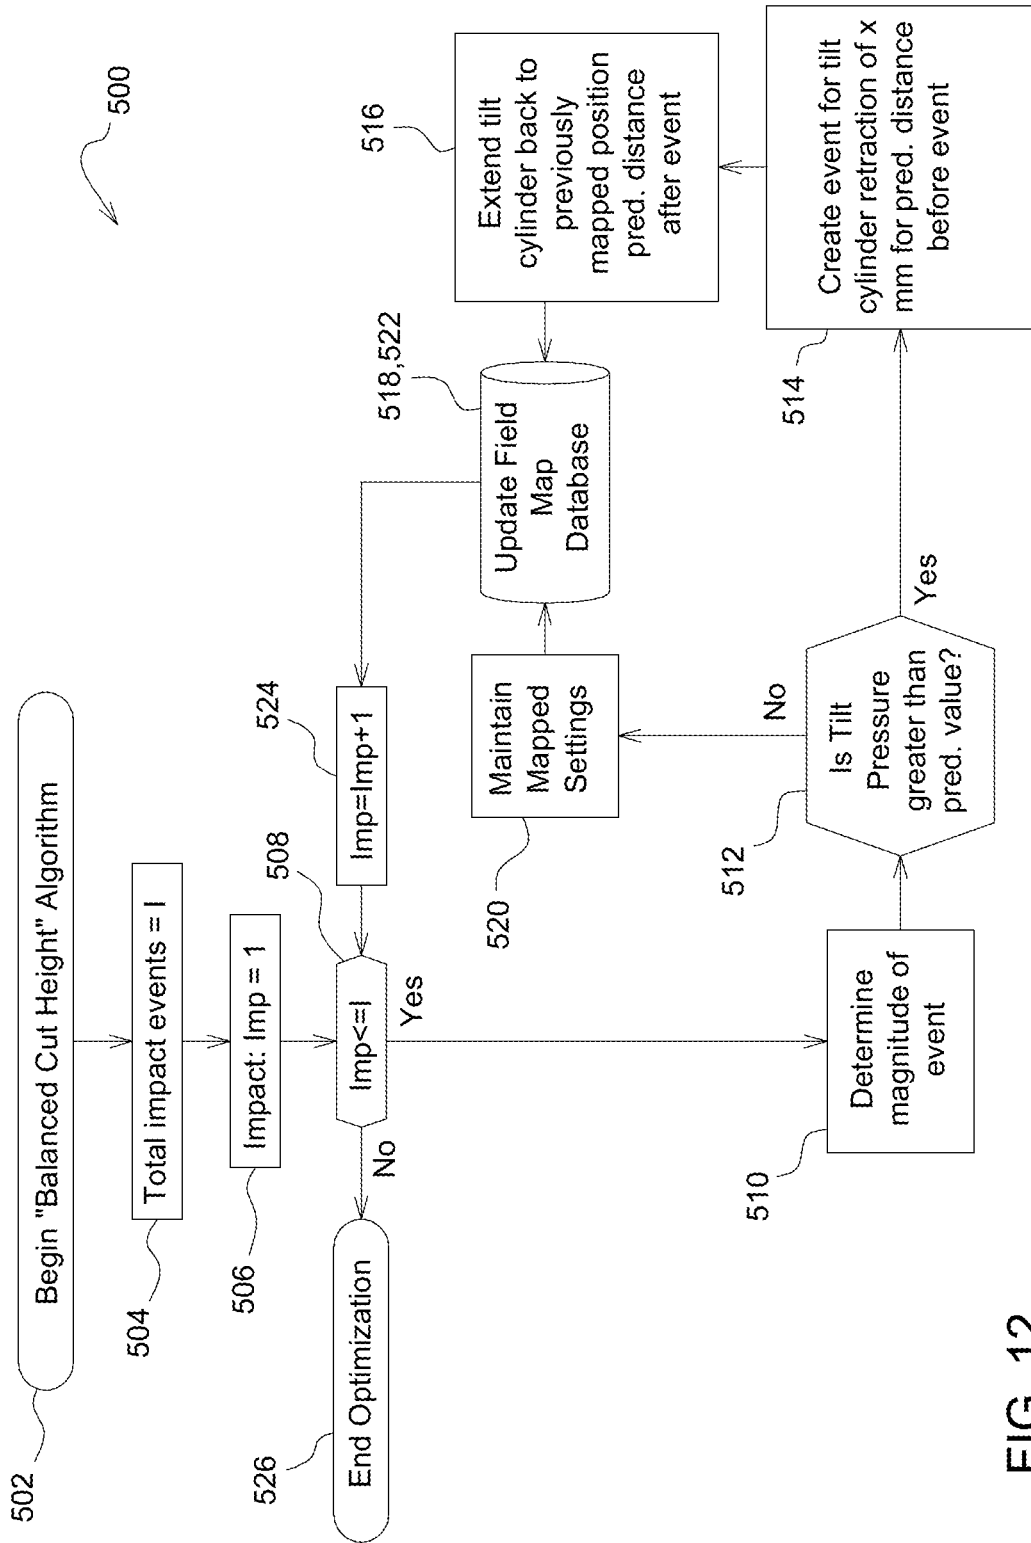 500
502
Begin "Balanced Cut Height" Algorithm
504
Total impact events = I
506
Impact: Imp = 1
508
Imp<=I
524
Imp=Imp+1
No
Yes
526
End Optimization
510
Determine
magnitude of
event
512
Is Tilt
Pressure
greater than
pred. value?
No
Yes
520
Maintain
Mapped
Settings
518,522
Update Field
Map
Database
514
Create event for tilt
cylinder retraction of x
mm for pred. distance
before event
516
Extend tilt
cylinder back to
previously
mapped position
pred. distance
after event
FIG. 12